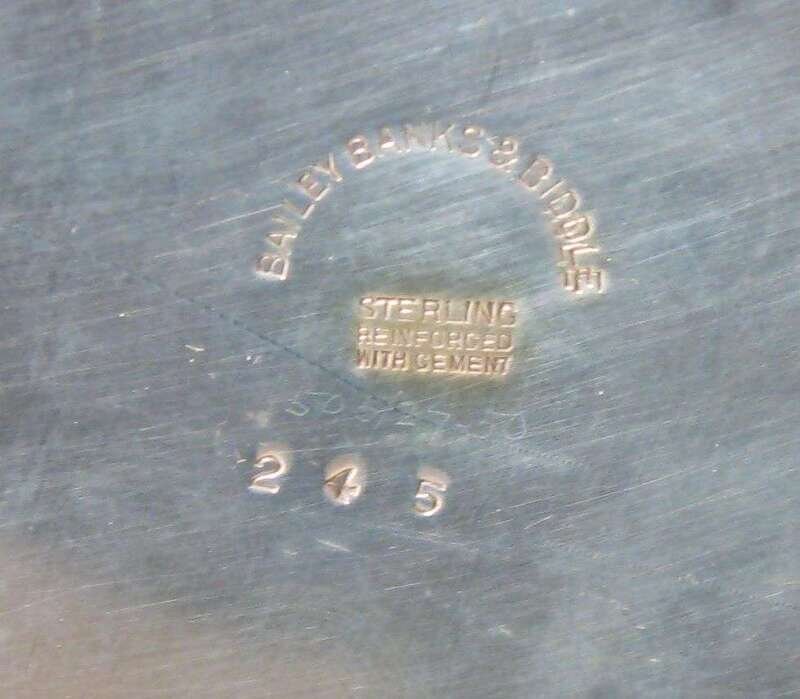 BAILEY BANKS & BIDDLE
STERLING
REINFORCED
WITH CEMENT
2 4 5